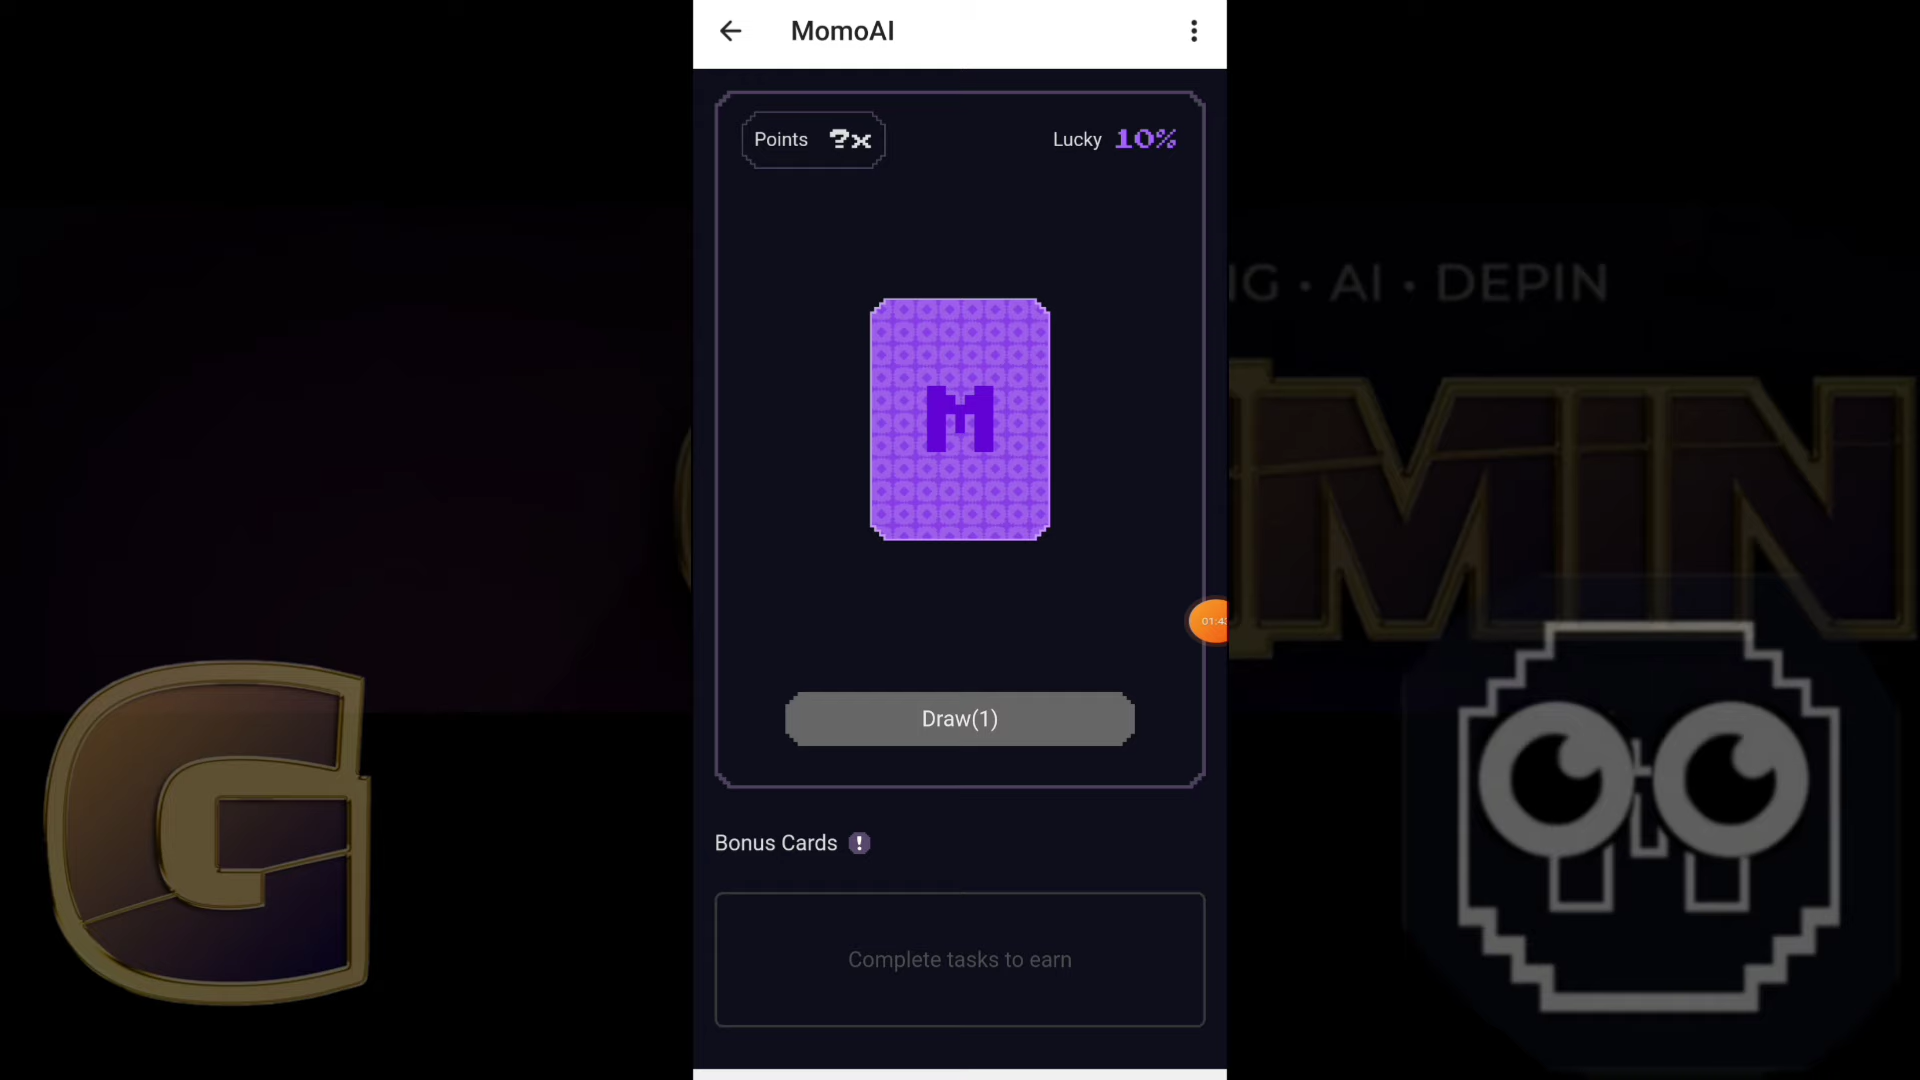 MomoAI
Points ?x
Lucky 10%
M
Draw(1)
Bonus Cards !
Complete tasks to earn
G
· AI · DEPIN
MIN